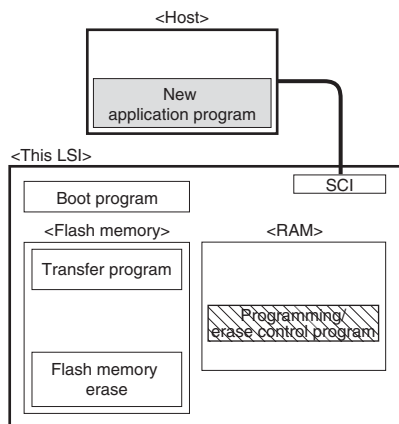 <Host>
New
application program
<This LSI>
SCI
Boot program
<Flash memory>
<RAM>
Transfer program
Programming/
erase control program
Flash memory
erase